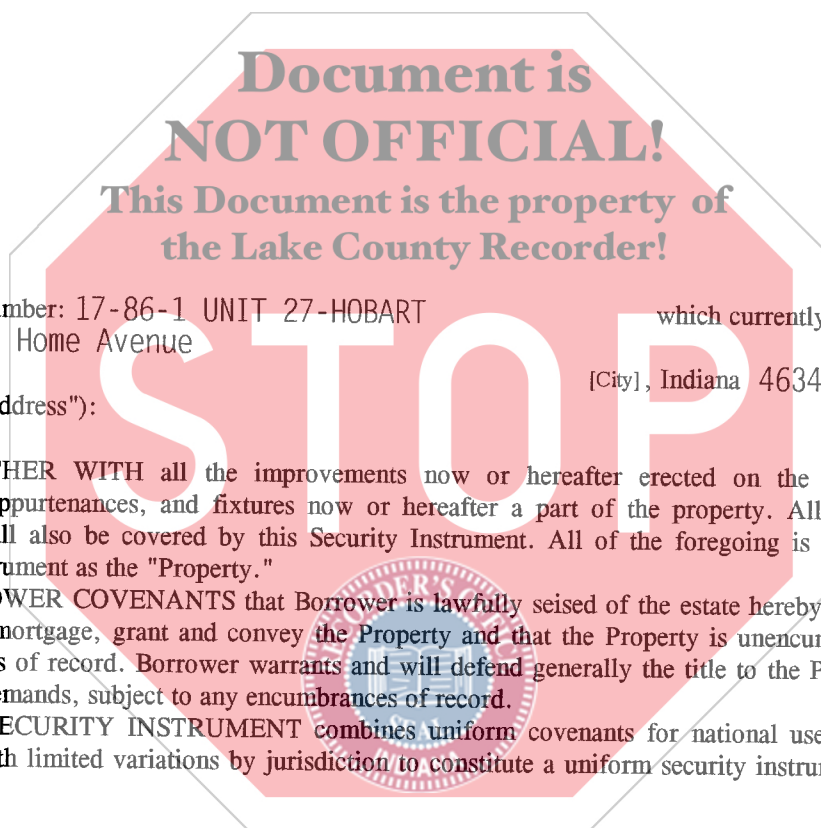 Document is
NOT OFFICIAL!
This Document is the property of
the Lake County Recorder!
mber: 17-86-1 UNIT 27-HOBART which currently
Home Avenue
[City], Indiana 4634
ddress"):
STOP
HER WITH all the improvements now or hereafter erected on the
ppurtenances, and fixtures now or hereafter a part of the property. All
ll also be covered by this Security Instrument. All of the foregoing is
rument as the "Property."
OWER COVENANTS that Borrower is lawfully seised of the estate hereby
mortgage, grant and convey the Property and that the Property is unencum
s of record. Borrower warrants and will defend generally the title to the P
mands, subject to any encumbrances of record.
ECURITY INSTRUMENT combines uniform covenants for national use
th limited variations by jurisdiction to constitute a uniform security instru
SEAL
INDIANA